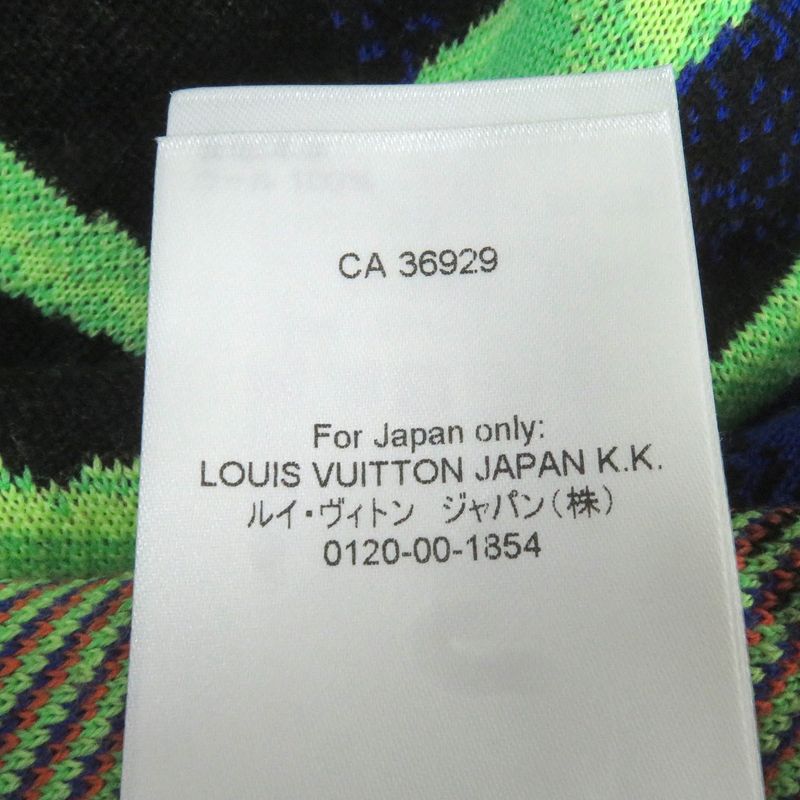 CA 36929
For Japan only:
LOUIS VUITTON JAPAN K.K.
ルイ・ヴィトン ジャパン(株)
0120-00-1854